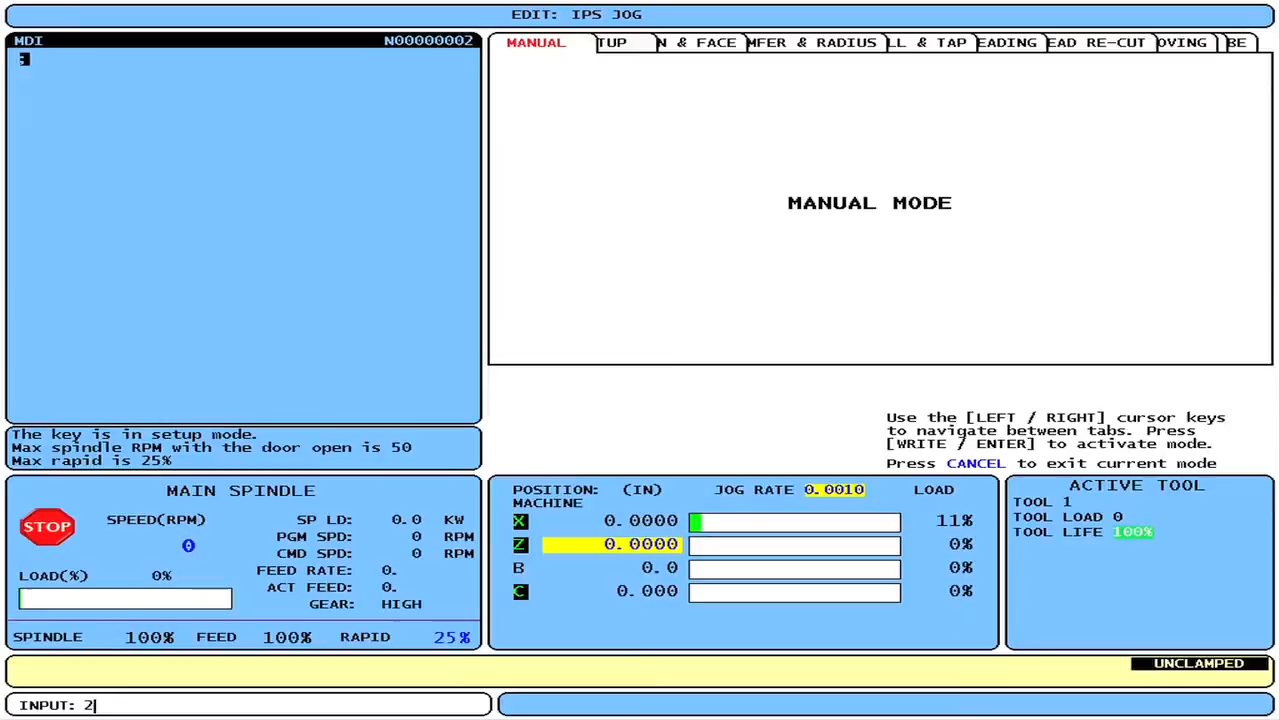 EDIT: IPS JOG
MDI N00000002
;
MANUAL TUP N & FACE MFER & RADIUS LL & TAP EADING EAD RE-CUT OVING BE
MANUAL MODE
Use the [LEFT / RIGHT] cursor keys
to navigate between tabs. Press
[WRITE / ENTER] to activate mode.
Press CANCEL to exit current mode
The key is in setup mode.
Max spindle RPM with the door open is 50
Max rapid is 25%
MAIN SPINDLE
STOP
SPEED(RPM)
0
LOAD(%) 0%
SP LD: 0.0 KW
PGM SPD: 0 RPM
CMD SPD: 0 RPM
FEED RATE: 0.
ACT FEED: 0.
GEAR: HIGH
SPINDLE 100% FEED 100% RAPID 25%
POSITION: (IN) JOG RATE 0.0010 LOAD
MACHINE
X 0.0000 11%
Z 0.0000 0%
B 0.0 0%
C 0.000 0%
ACTIVE TOOL
TOOL 1
TOOL LOAD 0
TOOL LIFE 100%
UNCLAMPED
INPUT: 2